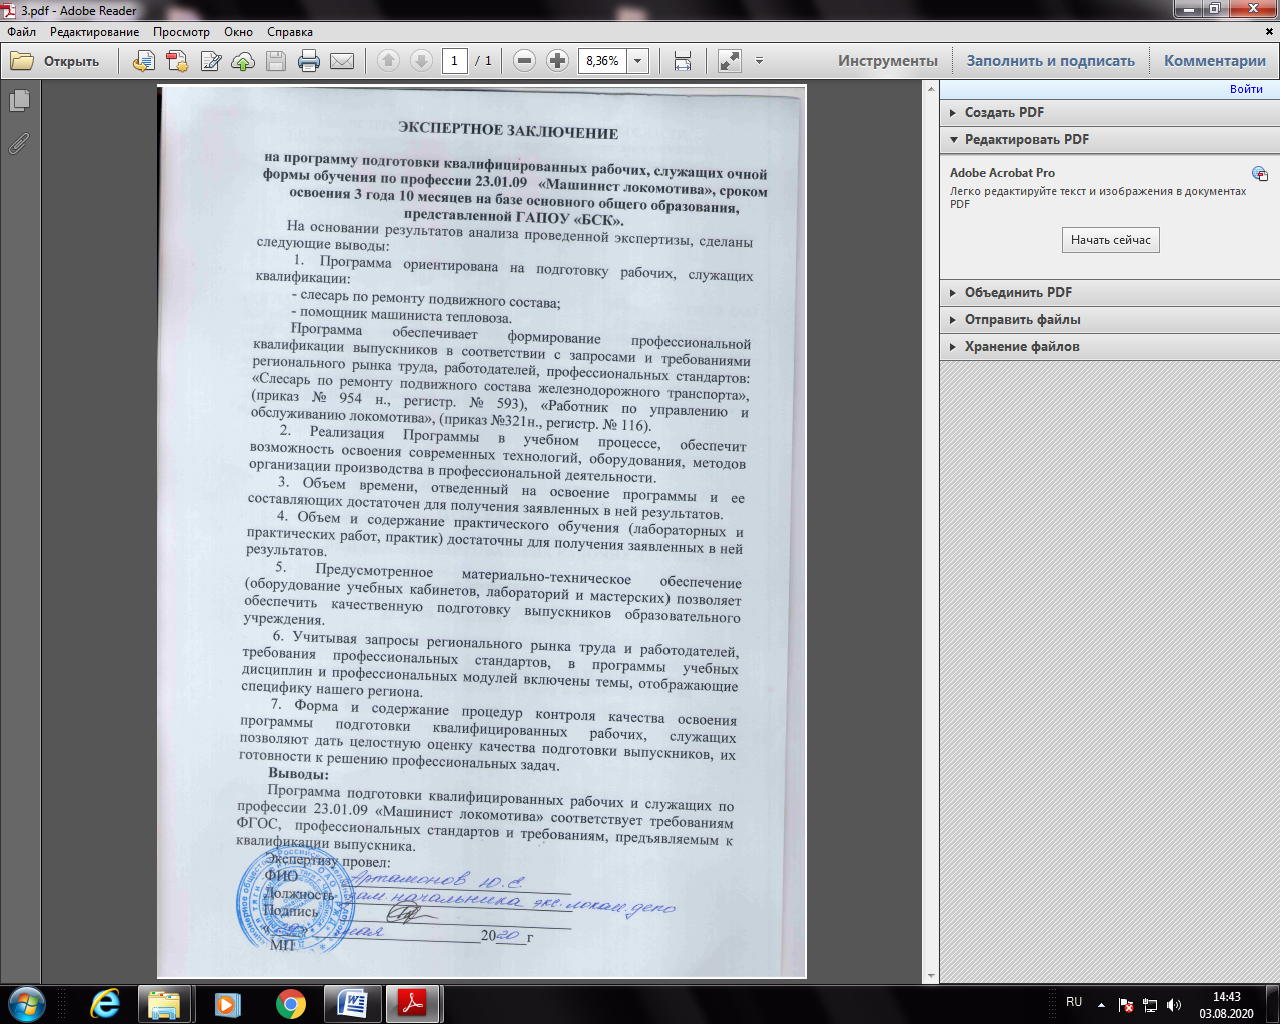 3.pdf - Adobe Reader
Файл Редактирование Просмотр Окно Справка
Открыть 1 / 1 8,36% Инструменты Заполнить и подписать Комментарии
Войти
Создать PDF
Редактировать PDF
Adobe Acrobat Pro
Легко редактируйте текст и изображения в документах
PDF
Начать сейчас
Объединить PDF
Отправить файлы
Хранение файлов
ЭКСПЕРТНОЕ ЗАКЛЮЧЕНИЕ
на программу подготовки квалифицированных рабочих, служащих очной
формы обучения по профессии 23.01.09 «Машинист локомотива», сроком
освоения 3 года 10 месяцев на базе основного общего образования,
представленной ГАПОУ «БСК».
На основании результатов анализа проведенной экспертизы, сделаны
следующие выводы:
1. Программа ориентирована на подготовку рабочих, служащих
квалификации:
- слесарь по ремонту подвижного состава;
- помощник машиниста тепловоза.
Программа обеспечивает формирование профессиональной
квалификации выпускников в соответствии с запросами и требованиями
регионального рынка труда, работодателей, профессиональных стандартов:
«Слесарь по ремонту подвижного состава железнодорожного транспорта»,
(приказ № 954 н., регистр. № 593), «Работник по управлению и
обслуживанию локомотива», (приказ №321н., регистр. № 116).
2. Реализация Программы в учебном процессе, обеспечит
возможность освоения современных технологий, оборудования, методов
организации производства в профессиональной деятельности.
3. Объем времени, отведенный на освоение программы и ее
составляющих достаточен для получения заявленных в ней результатов.
4. Объем и содержание практического обучения (лабораторных и
практических работ, практик) достаточны для получения заявленных в ней
результатов.
5. Предусмотренное материально-техническое обеспечение
(оборудование учебных кабинетов, лабораторий и мастерских) позволяет
обеспечить качественную подготовку выпускников образовательного
учреждения.
6. Учитывая запросы регионального рынка труда и работодателей,
требования профессиональных стандартов, в программы учебных
дисциплин и профессиональных модулей включены темы, отображающие
специфику нашего региона.
7. Форма и содержание процедур контроля качества освоения
программы подготовки квалифицированных рабочих, служащих
позволяют дать целостную оценку качества подготовки выпускников, их
готовности к решению профессиональных задач.
Выводы:
Программа подготовки квалифицированных рабочих и служащих по
профессии 23.01.09 «Машинист локомотива» соответствует требованиям
ФГОС, профессиональных стандартов и требованиям, предъявляемым к
квалификации выпускника.
Экспертизу провел:
ФИО Артамонов Ю.С.
Должность зам.начальника экс.локом.депо
Подпись
мая 2020 г
МП
RU 14:43
03.08.2020